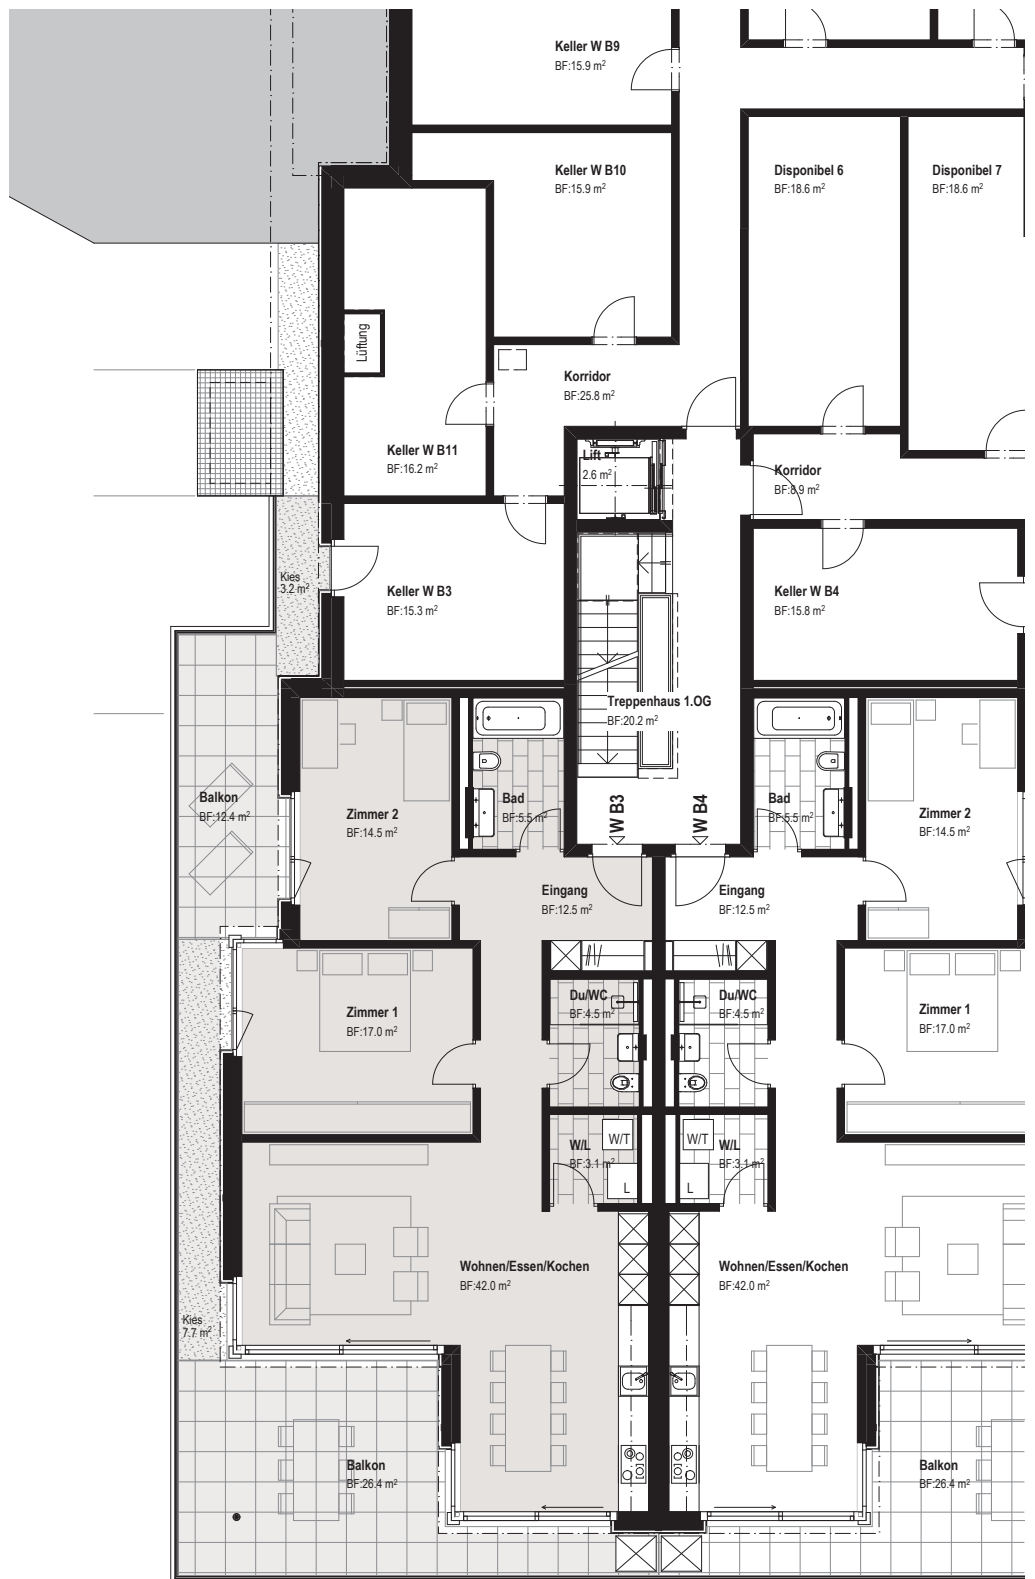 Keller W B9
BF:15.9 m²
Keller W B10
BF:15.9 m²
Disponibel 6
BF:18.6 m²
Disponibel 7
BF:18.6 m²
Lüftung
Korridor
BF:25.8 m²
Keller W B11
BF:16.2 m²
Lift
2.6 m²
Korridor
BF:8.9 m²
Kies
3.2 m²
Keller W B3
BF:15.3 m²
Keller W B4
BF:15.8 m²
Treppenhaus 1.OG
BF:20.2 m²
Balkon
BF:12.4 m²
Zimmer 2
BF:14.5 m²
Bad
BF:5.5 m²
W B3
W B4
Bad
BF:5.5 m²
Zimmer 2
BF:14.5 m²
Eingang
BF:12.5 m²
Eingang
BF:12.5 m²
Zimmer 1
BF:17.0 m²
Du/WC
BF:4.5 m²
Du/WC
BF:4.5 m²
Zimmer 1
BF:17.0 m²
W/L
BF:3.1 m²
W/T
L
W/T
L
W/L
BF:3.1 m²
Wohnen/Essen/Kochen
BF:42.0 m²
Wohnen/Essen/Kochen
BF:42.0 m²
Kies
7.7 m²
Balkon
BF:26.4 m²
Balkon
BF:26.4 m²